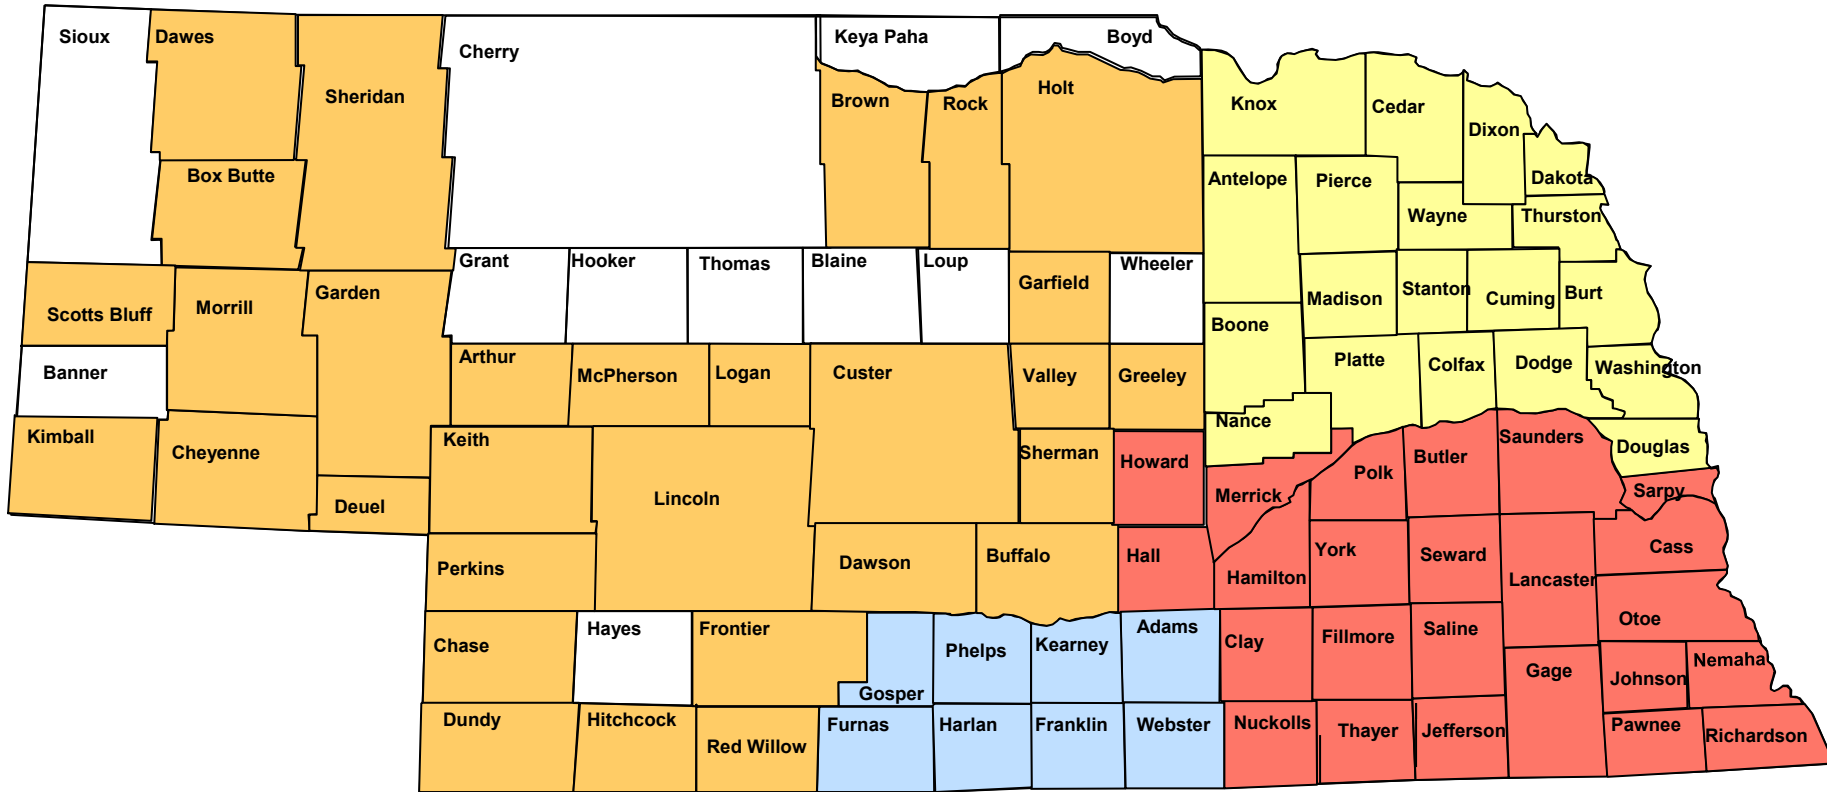 Sioux
Dawes
Cherry
Keya Paha
Boyd
Sheridan
Brown
Rock
Holt
Knox
Cedar
Dixon
Box Butte
Antelope
Pierce
Dakota
Wayne
Thurston
Grant
Hooker
Thomas
Blaine
Loup
Wheeler
Garfield
Scotts Bluff
Morrill
Garden
Madison
Stanton
Cuming
Burt
Boone
Banner
Arthur
McPherson
Logan
Custer
Valley
Greeley
Platte
Colfax
Dodge
Washington
Kimball
Cheyenne
Keith
Nance
Saunders
Douglas
Sherman
Howard
Polk
Butler
Lincoln
Deuel
Merrick
Sarpy
Perkins
Dawson
Buffalo
Hall
Hamilton
York
Seward
Lancaster
Cass
Chase
Hayes
Frontier
Gosper
Phelps
Kearney
Adams
Clay
Fillmore
Saline
Otoe
Gage
Johnson
Nemaha
Dundy
Hitchcock
Red Willow
Furnas
Harlan
Franklin
Webster
Nuckolls
Thayer
Jefferson
Pawnee
Richardson